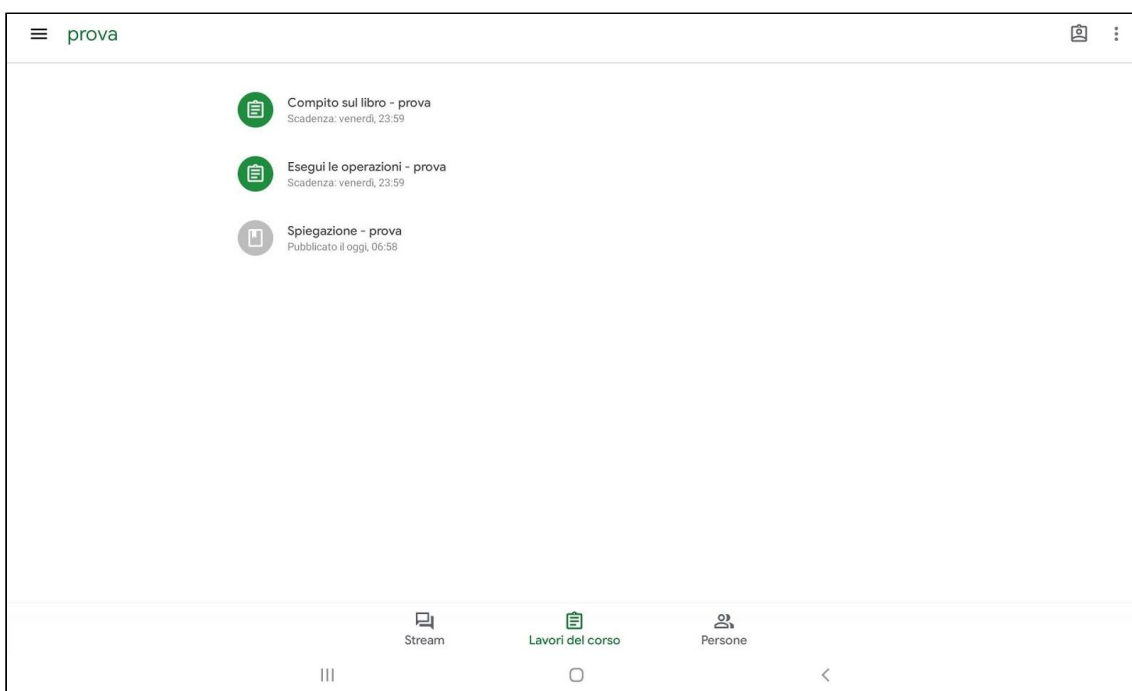 prova
Compito sul libro - prova
Scadenza: venerdì, 23:59
Esegui le operazioni - prova
Scadenza: venerdì, 23:59
Spiegazione - prova
Pubblicato il oggi, 06:58
Stream
Lavori del corso
Persone